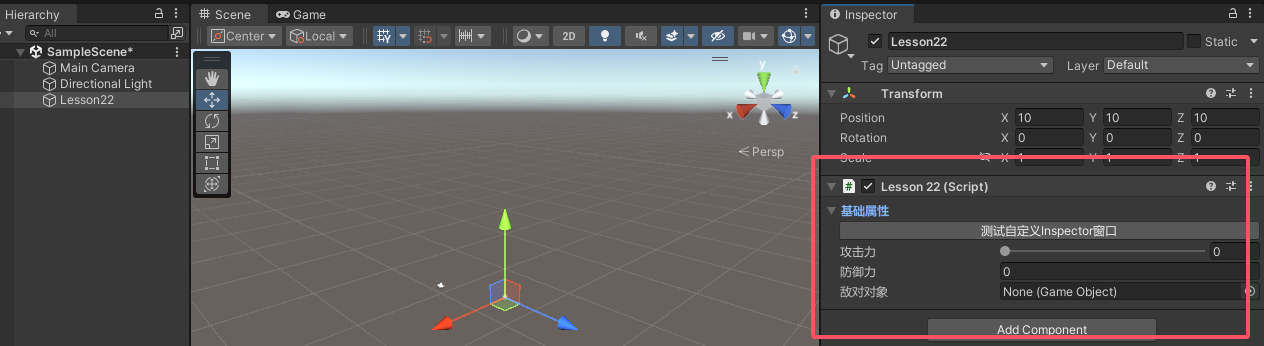 Hierarchy
All
SampleScene*
Main Camera
Directional Light
Lesson22
Scene
Game
Center
Local
2D
y
x
z
Persp
Inspector
Lesson22
Static
Tag
Untagged
Layer
Default
Transform
Position X 10 Y 10 Z 10
Rotation X 0 Y 0 Z 0
Scale X 1 Y 1 Z 1
# Lesson 22 (Script)
基础属性
测试自定义Inspector窗口
攻击力 0
防御力 0
敌对对象 None (Game Object)
Add Component